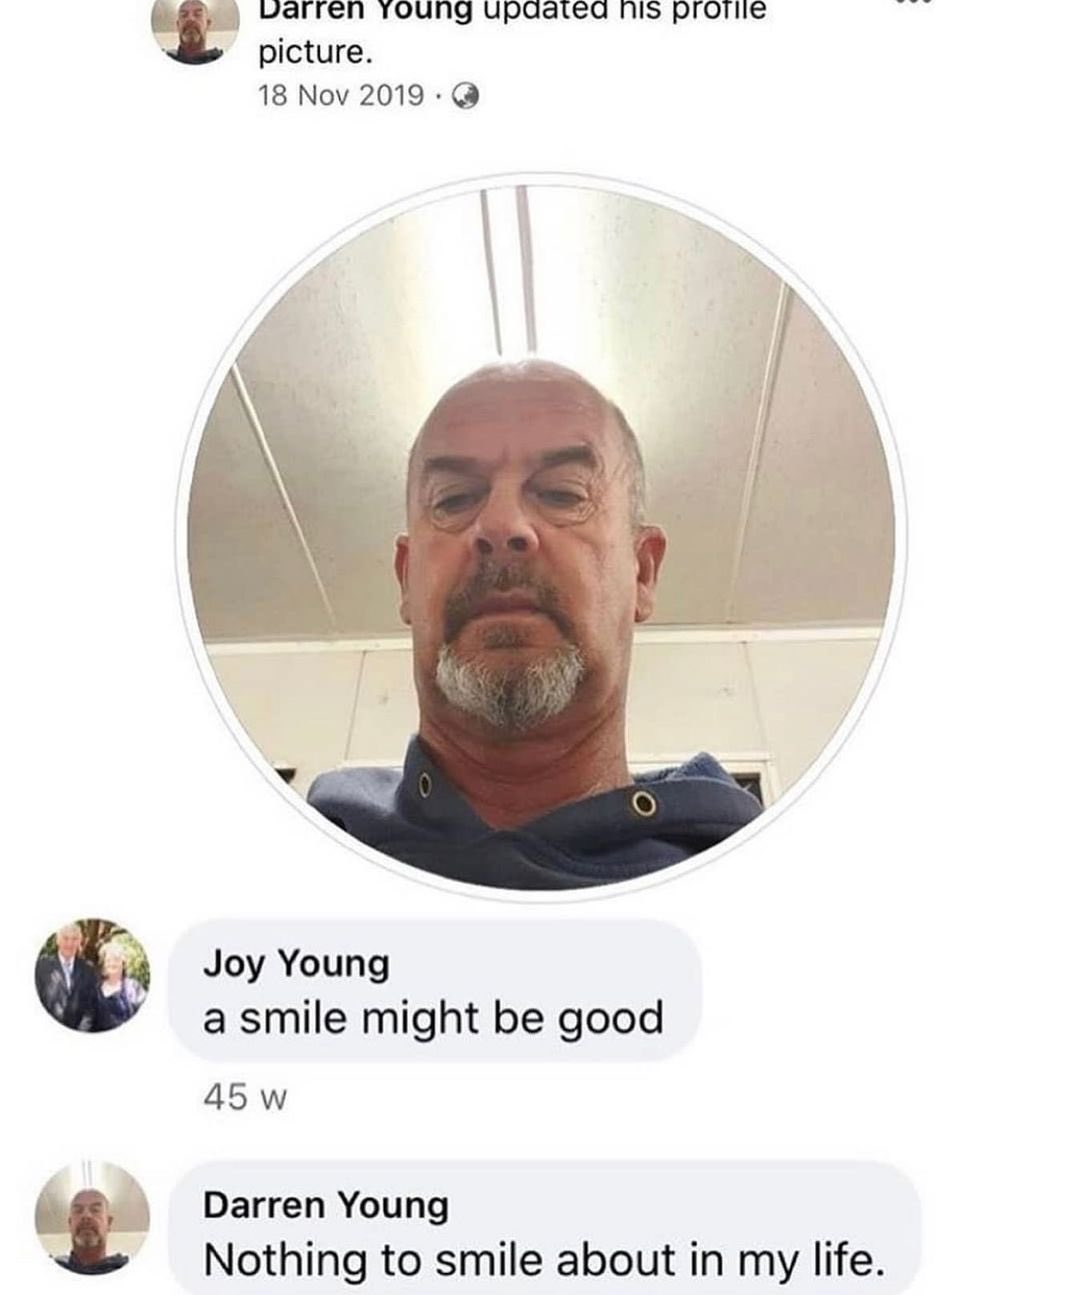 Darren Young updated his profile
picture.
18 Nov 2019 ·
Joy Young
a smile might be good
45 w
Darren Young
Nothing to smile about in my life.